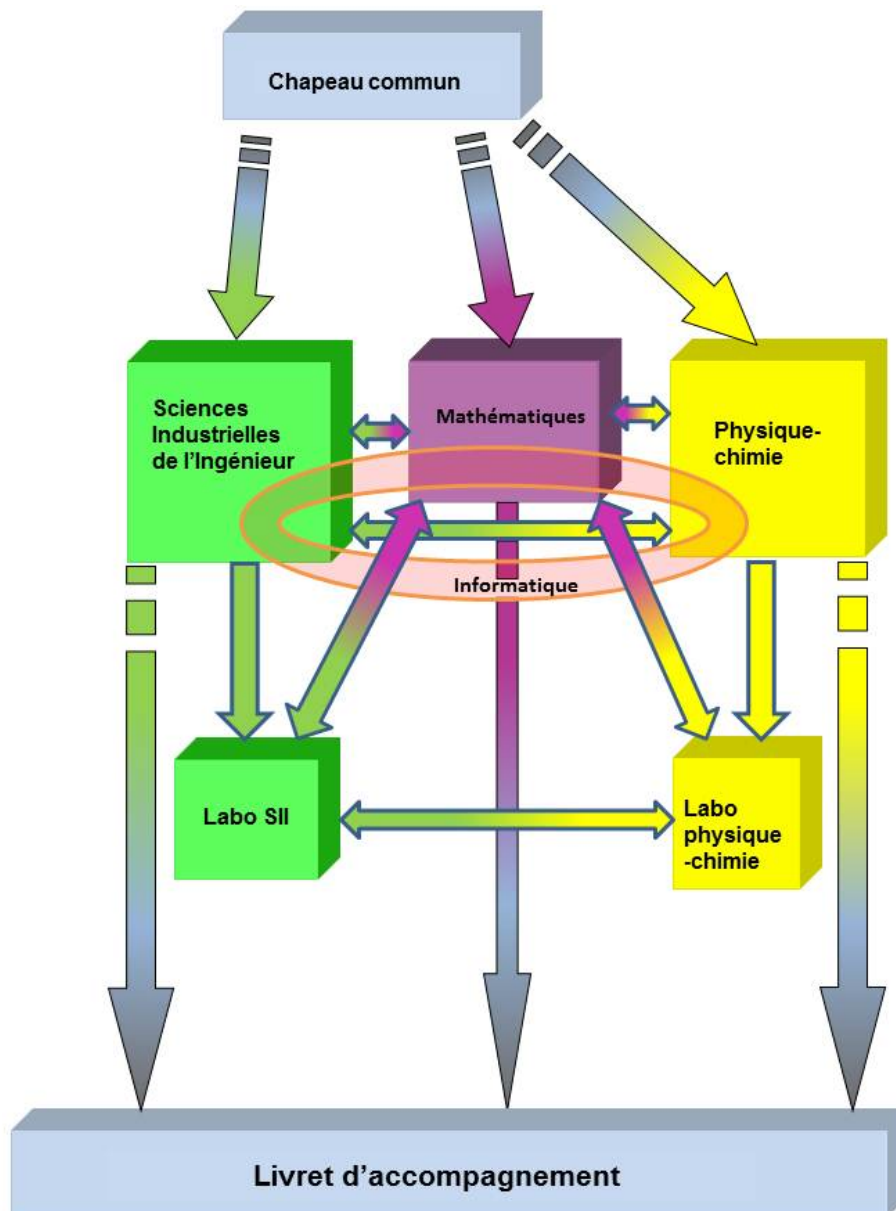 Chapeau commun
Sciences
Industrielles
de l'Ingénieur
Mathématiques
Physique-
chimie
Informatique
Labo SII
Labo
physique
-chimie
Livret d'accompagnement